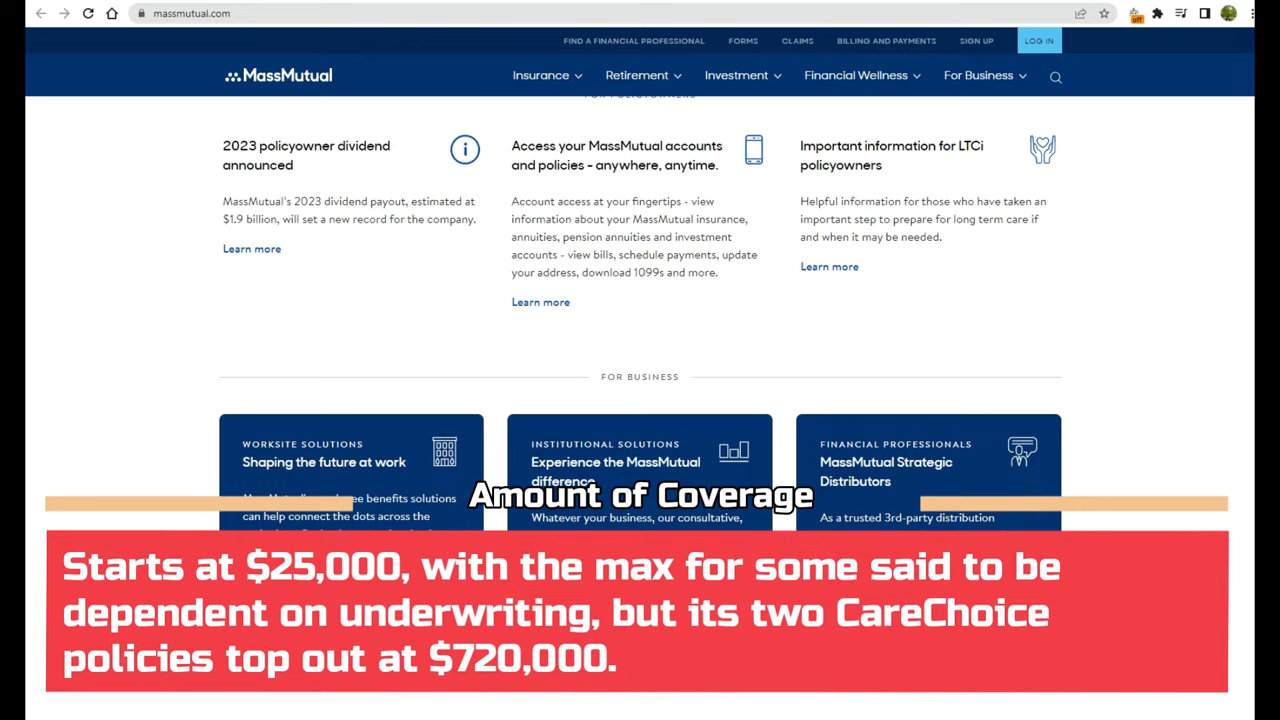 massmutual.com
off
FIND A FINANCIAL PROFESSIONAL FORMS CLAIMS BILLING AND PAYMENTS SIGN UP LOG IN
MassMutual Insurance Retirement Investment Financial Wellness For Business
FOR POLICYOWNERS
2023 policyowner dividend
announced
MassMutual's 2023 dividend payout, estimated at
$1.9 billion, will set a new record for the company.
Learn more
Access your MassMutual accounts
and policies – anywhere, anytime.
Account access at your fingertips - view
information about your MassMutual insurance,
annuities, pension annuities and investment
accounts - view bills, schedule payments, update
your address, download 1099s and more.
Learn more
Important information for LTCi
policyowners
Helpful information for those who have taken an
important step to prepare for long term care if
and when it may be needed.
Learn more
FOR BUSINESS
WORKSITE SOLUTIONS
Shaping the future at work
benefits solutions
can help connect the dots across the
INSTITUTIONAL SOLUTIONS
Experience the MassMutual
difference
Whatever your business, our consultative,
FINANCIAL PROFESSIONALS
MassMutual Strategic
Distributors
As a trusted 3rd-party distribution
Amount of Coverage
Starts at $25,000, with the max for some said to be
dependent on underwriting, but its two CareChoice
policies top out at $720,000.